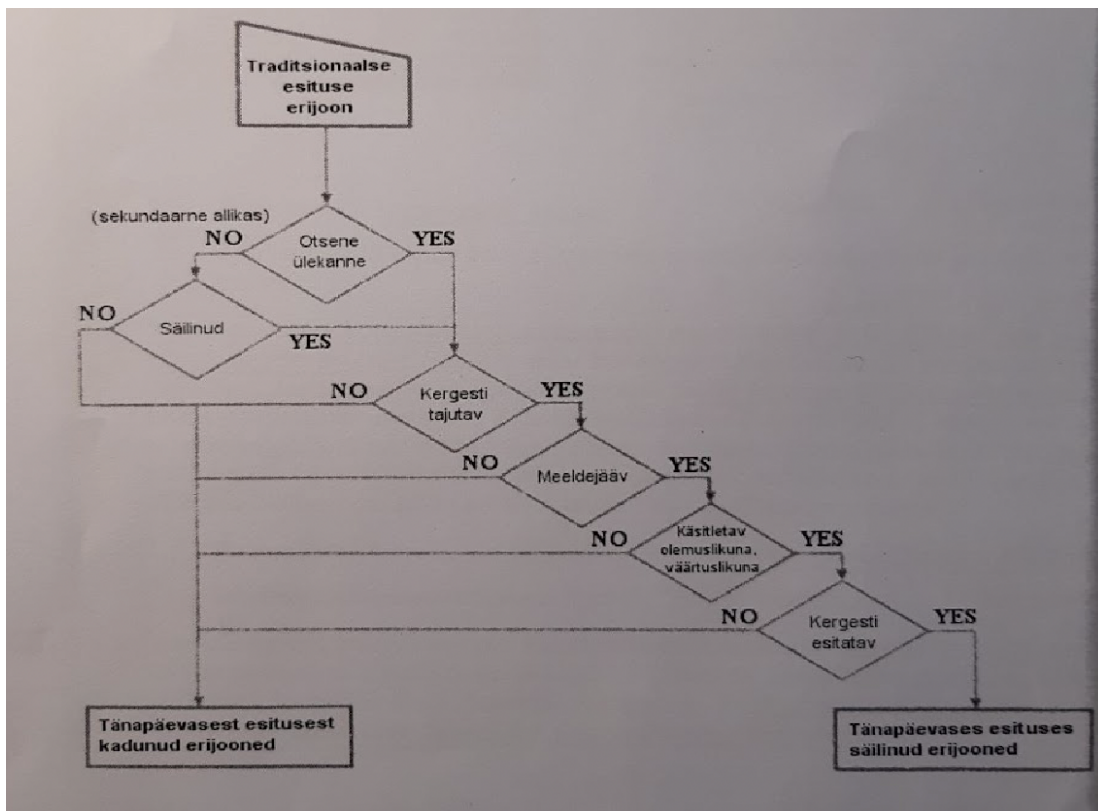 Traditsionaalse
esituse
erijoon
(sekundaarne allikas)
NO
YES
Otsene
ülekanne
NO
Säilinud
YES
NO
Kergesti
tajutav
YES
NO
Meeldejääv
YES
NO
Käsitletav
olemuslikuna,
väärtuslikuna
YES
NO
Kergesti
esitatav
YES
Tänapäevasest esitusest
kadunud erijooned
Tänapäevases esituses
säilinud erijooned